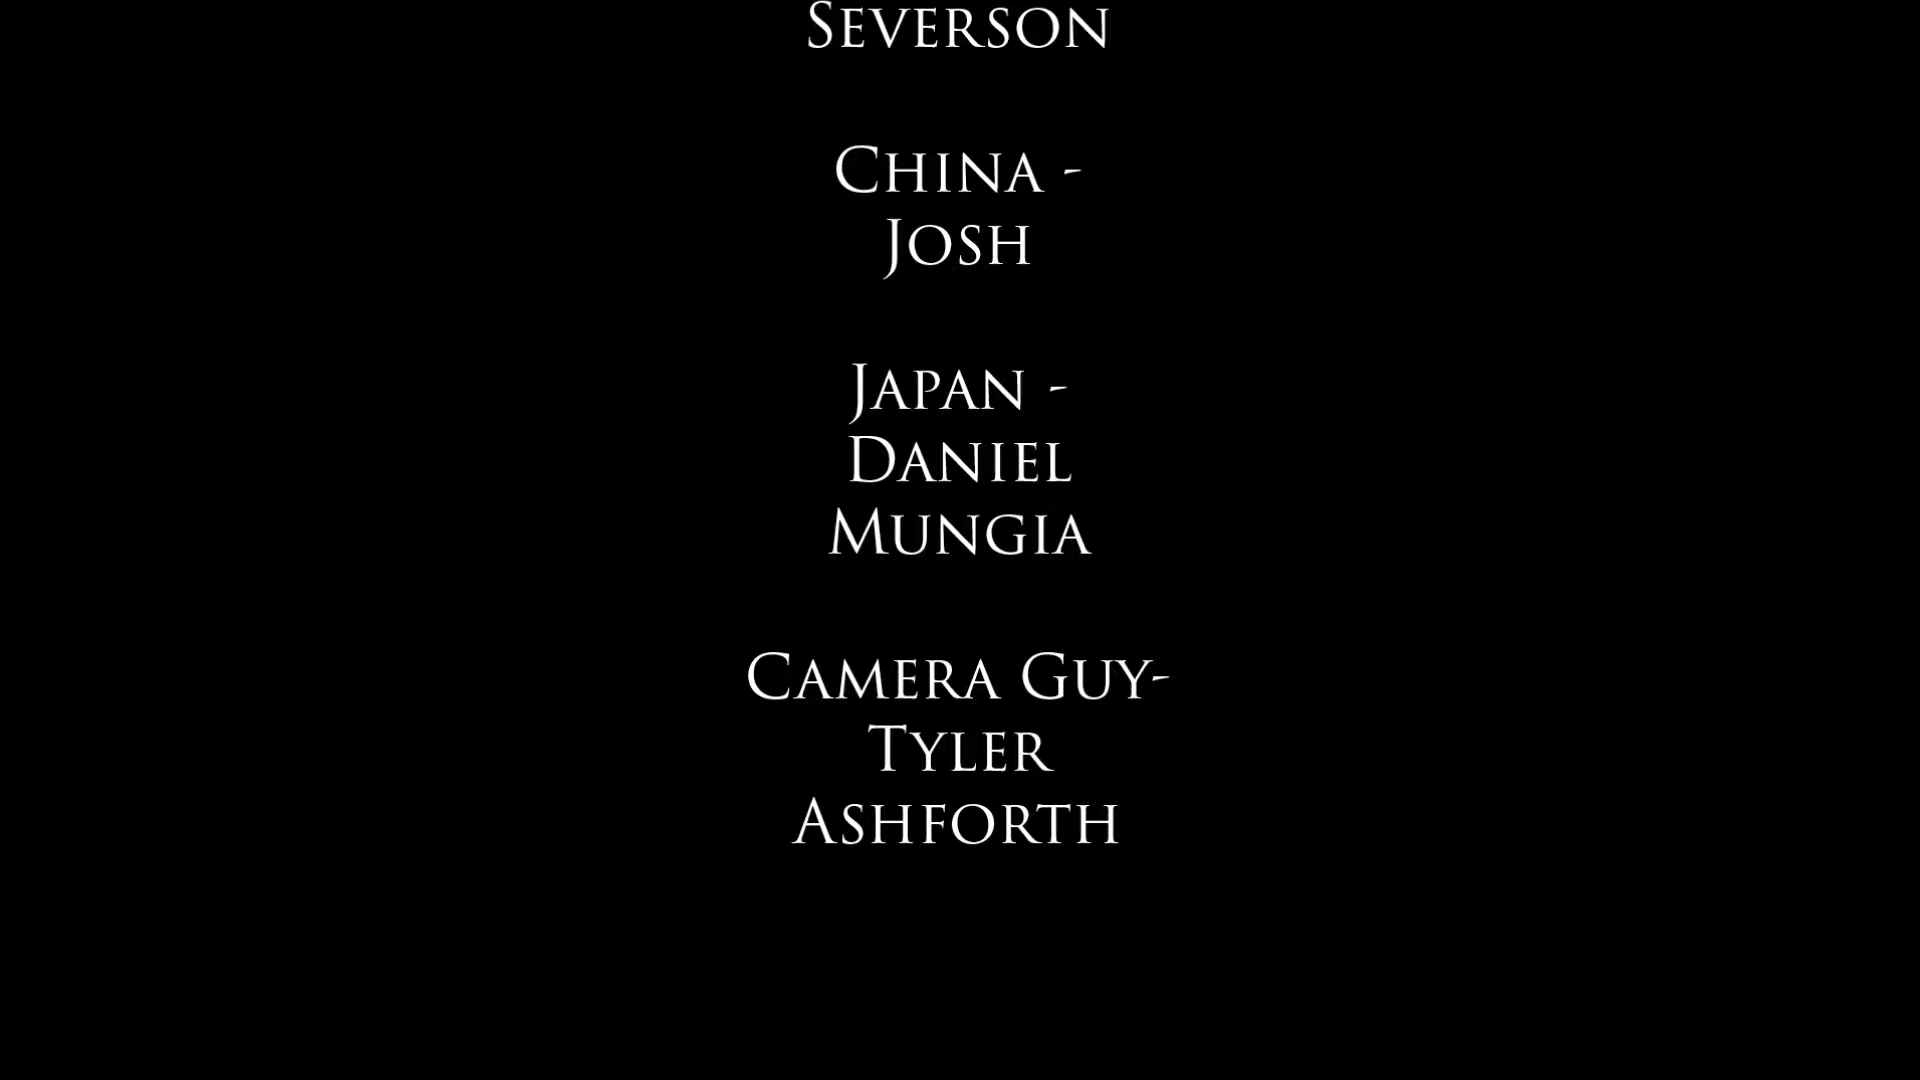 Severson
China -
Josh
Japan -
Daniel
Mungia
Camera Guy-
Tyler
Ashforth